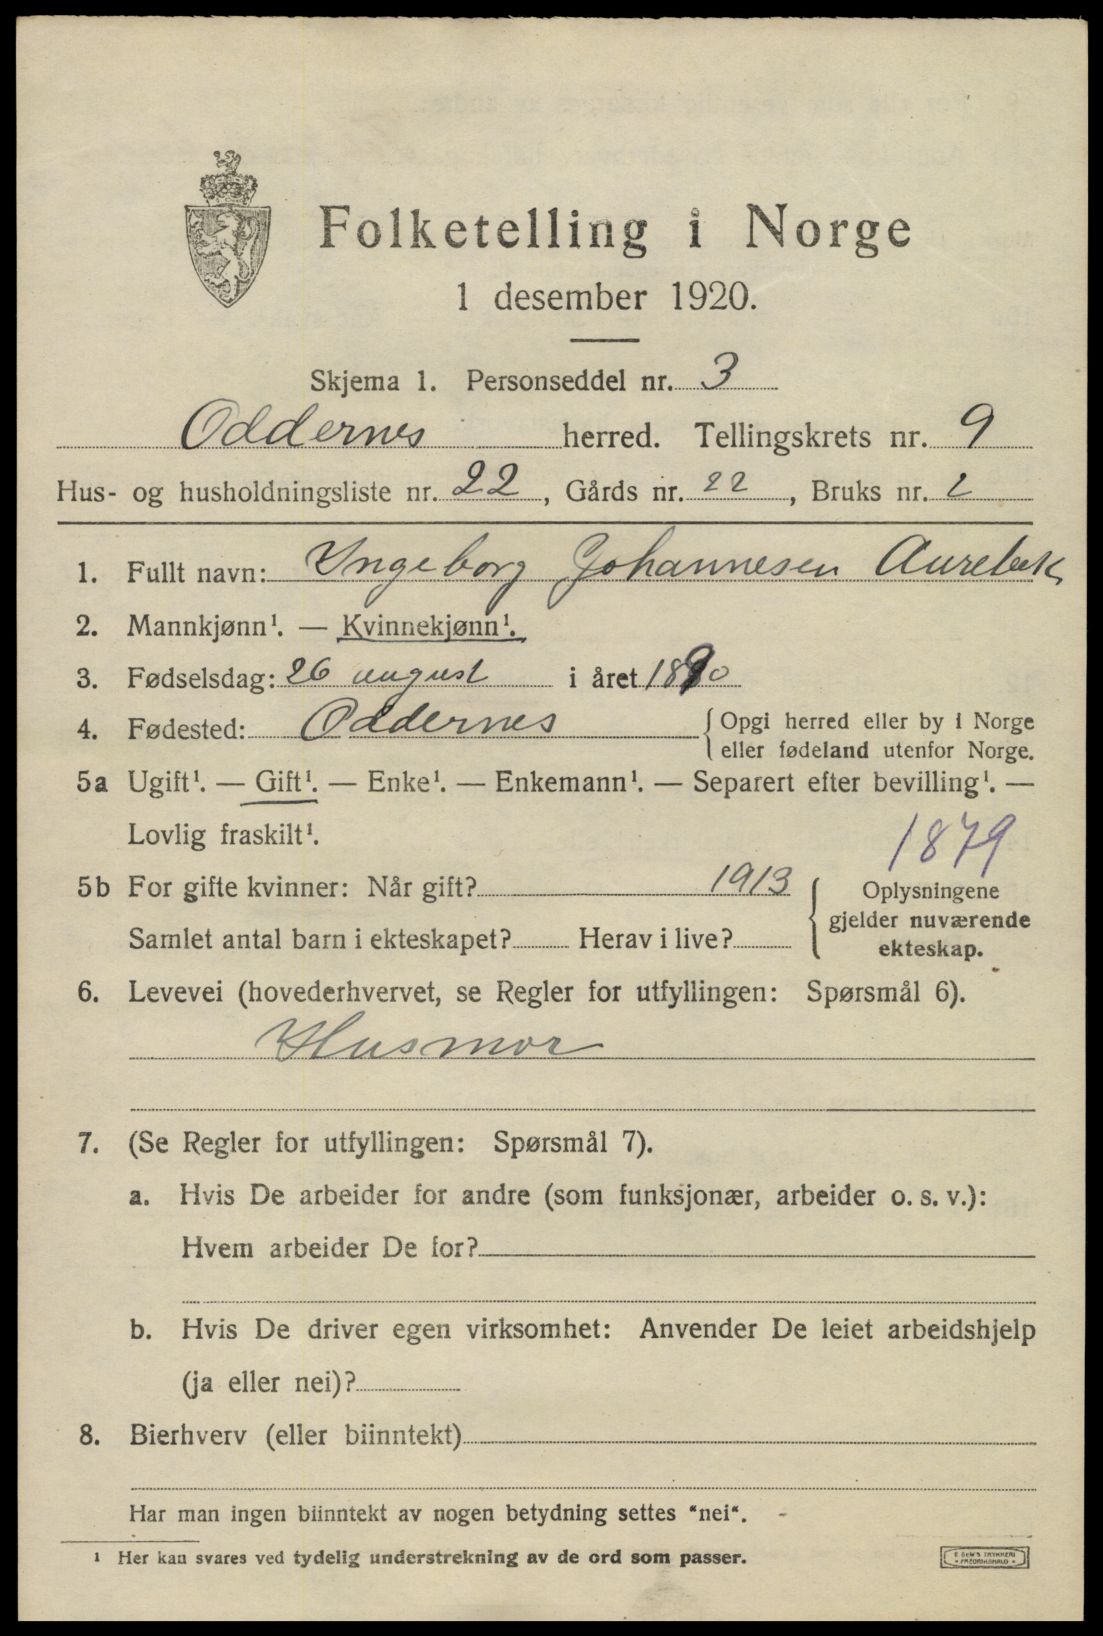 Folketelling i Norge
1 desember 1920.
Skjema 1. Personseddel nr. 3
Oddernes herred. Tellingskrets nr. 9
Hus- og husholdningsliste nr. 22, Gårds nr. 22, Bruks nr. 2
1. Fullt navn: Ingeborg Johannesen Aurebek
2. Mannkjønn¹. — Kvinnekjønn¹.
3. Fødselsdag: 26 august i året 1890
4. Fødested: Oddernes { Opgi herred eller by i Norge
eller fødeland utenfor Norge.
5a Ugift¹. — Gift¹. — Enke¹. — Enkemann¹. — Separert efter bevilling¹. —
Lovlig fraskilt¹.
1879
5b For gifte kvinner: Når gift? 1913 { Oplysningene
gjelder nuværende
Samlet antal barn i ekteskapet? Herav i live?
ekteskap.
6. Levevei (hovederhvervet, se Regler for utfyllingen: Spørsmål 6).
Husmor
7. (Se Regler for utfyllingen: Spørsmål 7).
a. Hvis De arbeider for andre (som funksjonær, arbeider o. s. v.):
Hvem arbeider De for?
b. Hvis De driver egen virksomhet: Anvender De leiet arbeidshjelp
(ja eller nei)?
8. Bierhverv (eller biinntekt)
Har man ingen biinntekt av nogen betydning settes "nei".
¹ Her kan svares ved tydelig understrekning av de ord som passer.